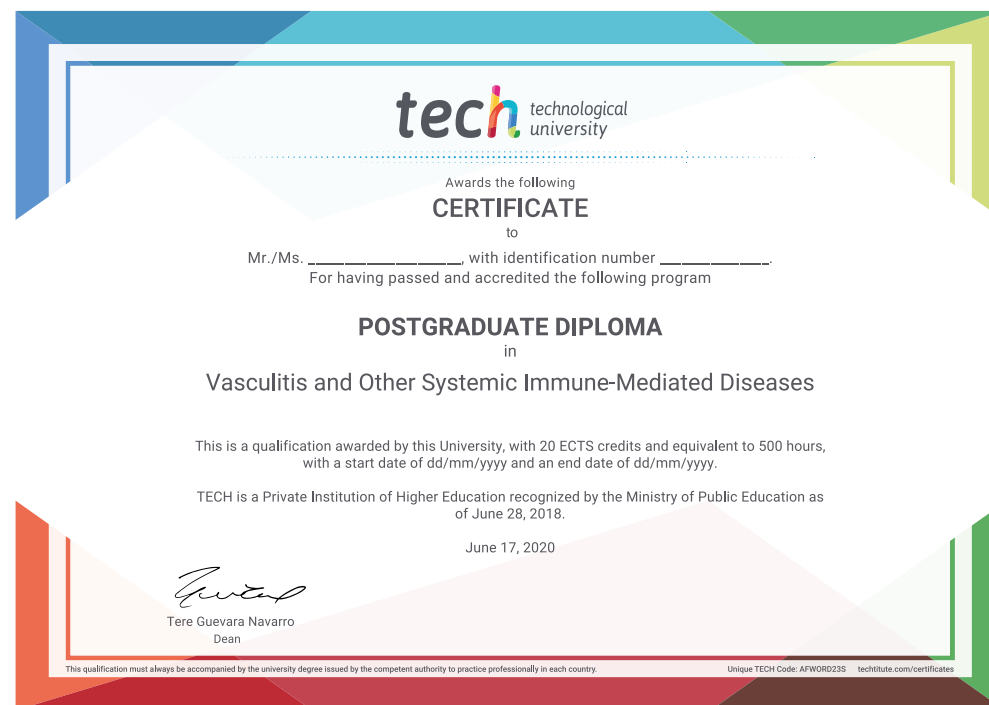 tech technological
university
Awards the following
CERTIFICATE
to
Mr./Ms. ____________________, with identification number ______________.
For having passed and accredited the following program
POSTGRADUATE DIPLOMA
in
Vasculitis and Other Systemic Immune-Mediated Diseases
This is a qualification awarded by this University, with 20 ECTS credits and equivalent to 500 hours,
with a start date of dd/mm/yyyy and an end date of dd/mm/yyyy.
TECH is a Private Institution of Higher Education recognized by the Ministry of Public Education as
of June 28, 2018.
June 17, 2020
Tere Guevara Navarro
Dean
This qualification must always be accompanied by the university degree issued by the competent authority to practice professionally in each country.
Unique TECH Code: AFWORD23S techtitute.com/certificates